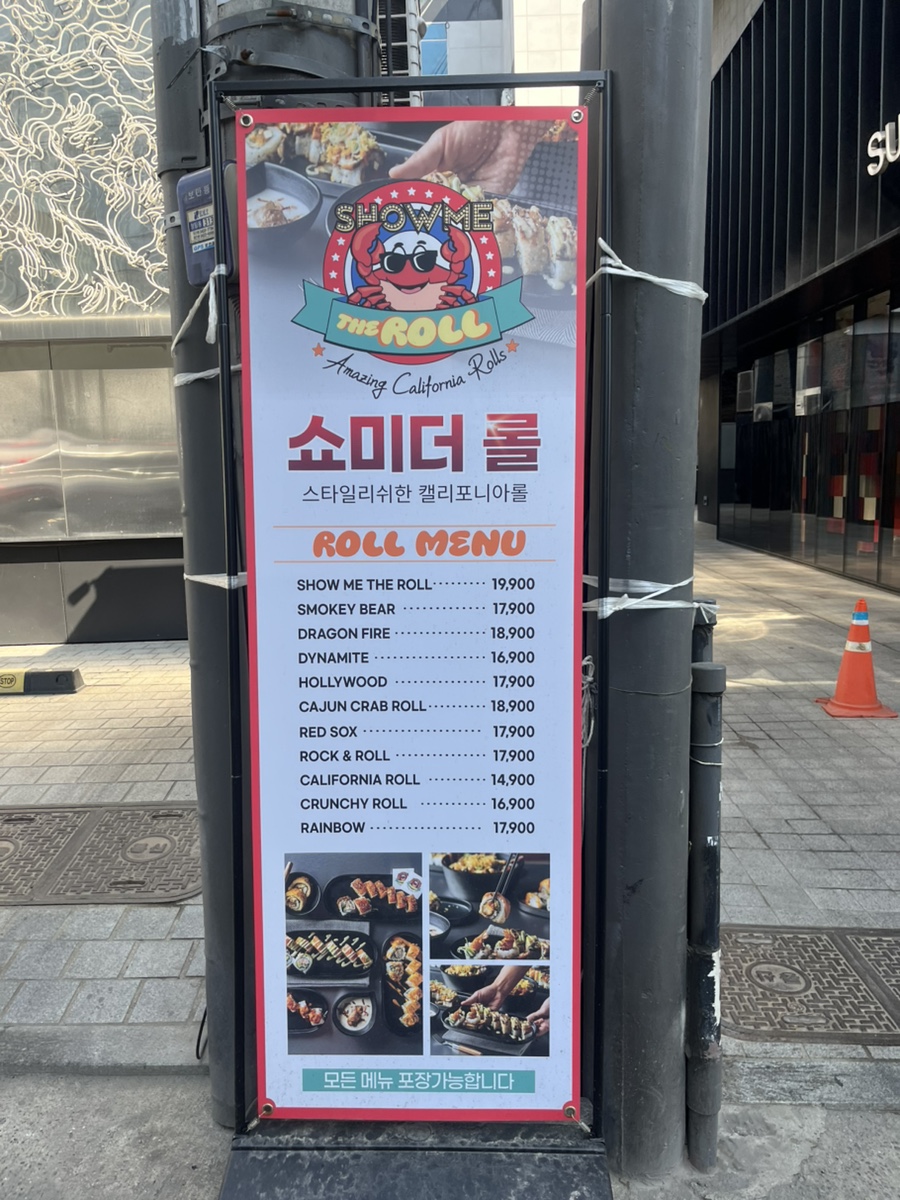 SHOWME
THE ROLL
Amazing California Rolls
쇼미더 롤
스타일리쉬한 캘리포니아롤
ROLL MENU
SHOW ME THE ROLL ········· 19,900
SMOKEY BEAR ············ 17,900
DRAGON FIRE ·············· 18,900
DYNAMITE ················· 16,900
HOLLYWOOD ·············· 17,900
CAJUN CRAB ROLL ·········· 18,900
RED SOX ··················· 17,900
ROCK & ROLL ·············· 17,900
CALIFORNIA ROLL ········· 14,900
CRUNCHY ROLL ··········· 16,900
RAINBOW ·················· 17,900
모든 메뉴 포장가능합니다
STOP
SU